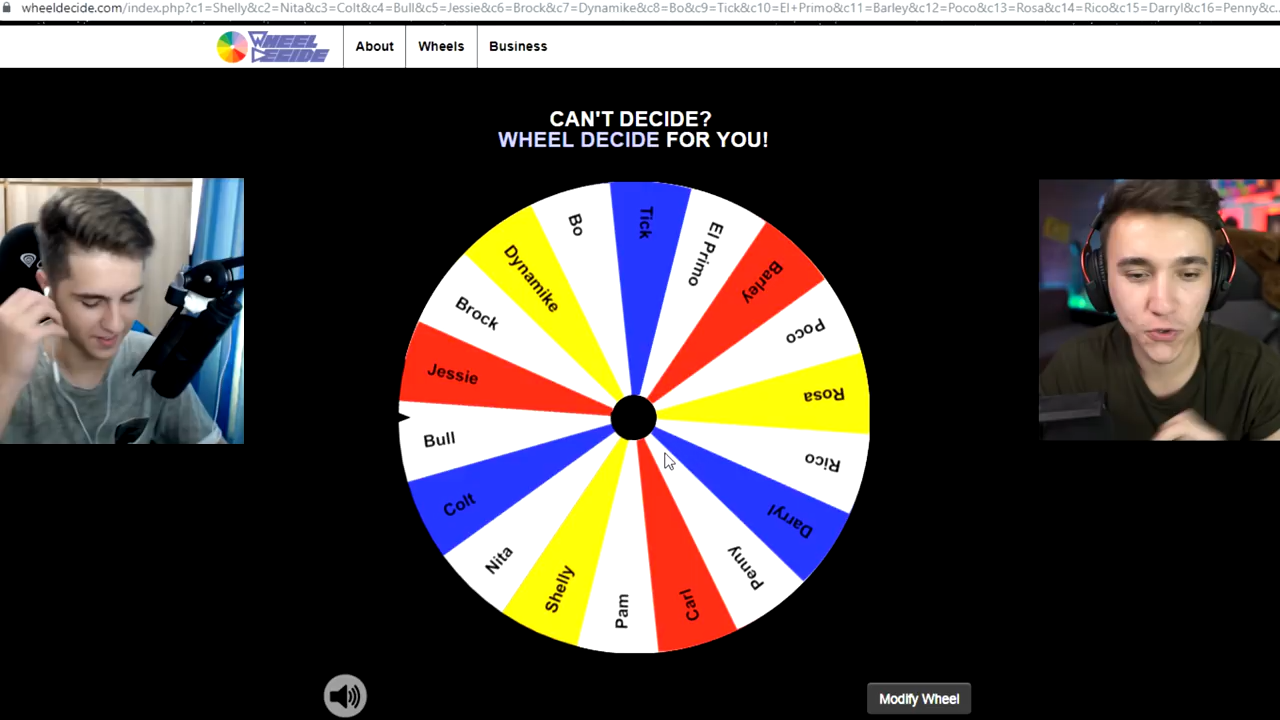 wheeldecide.com/index.php?c1=Shelly&c2=Nita&c3=Colt&c4=Bull&c5=Jessie&c6=Brock&c7=Dynamike&c8=Bo&c9=Tick&c10=El+Primo&c11=Barley&c12=Poco&c13=Rosa&c14=Rico&c15=Darryl&c16=Penny&c...
WHEEL DECIDE
About
Wheels
Business
CAN'T DECIDE?
WHEEL DECIDE FOR YOU!
Tick
El Primo
Barley
Poco
Rosa
Rico
Darryl
Penny
Carl
Pam
Shelly
Nita
Colt
Bull
Jessie
Brock
Dynamike
Bo
Modify Wheel